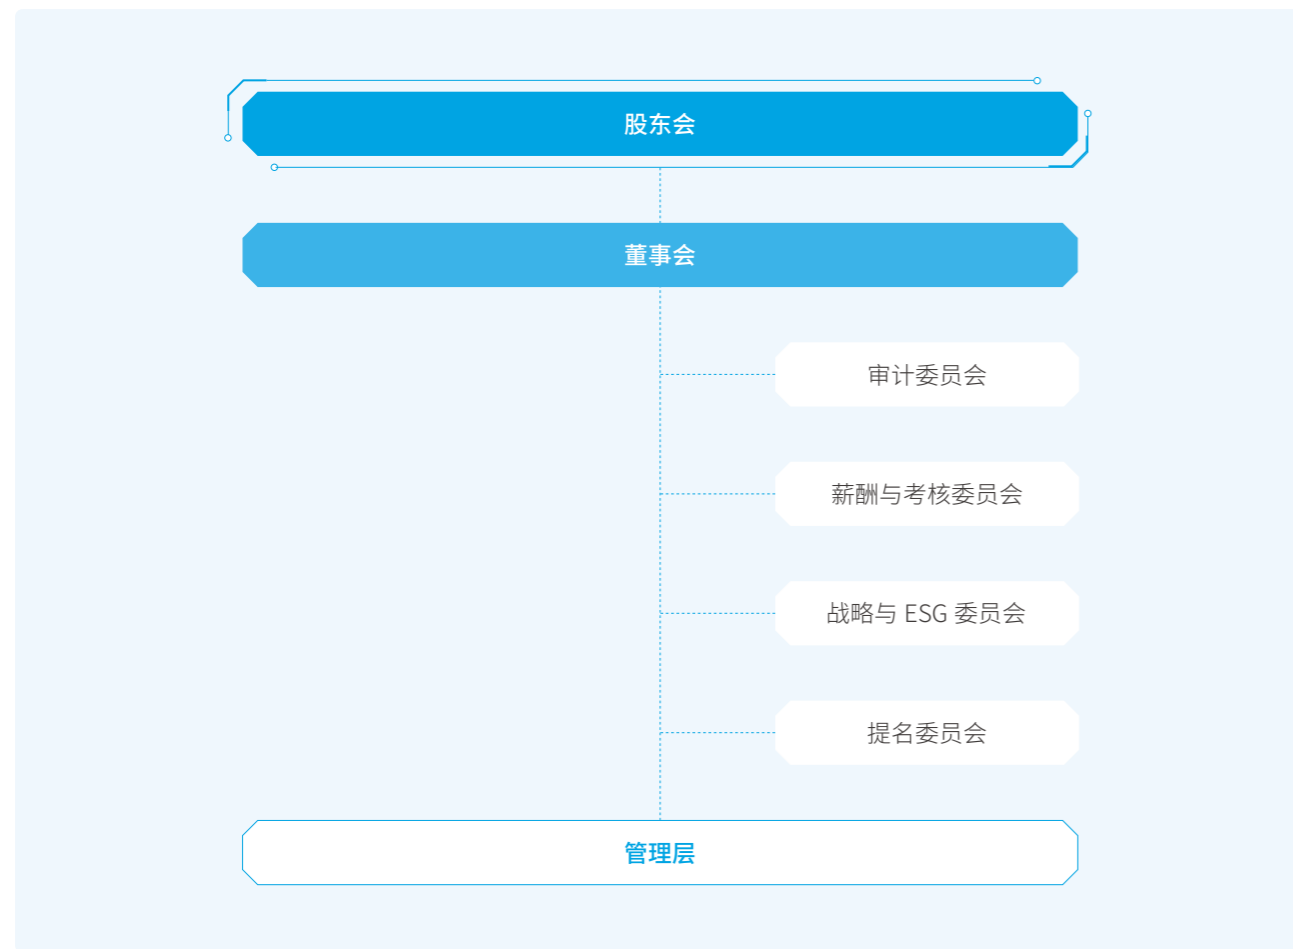 股东会
董事会
审计委员会
薪酬与考核委员会
战略与 ESG 委员会
提名委员会
管理层